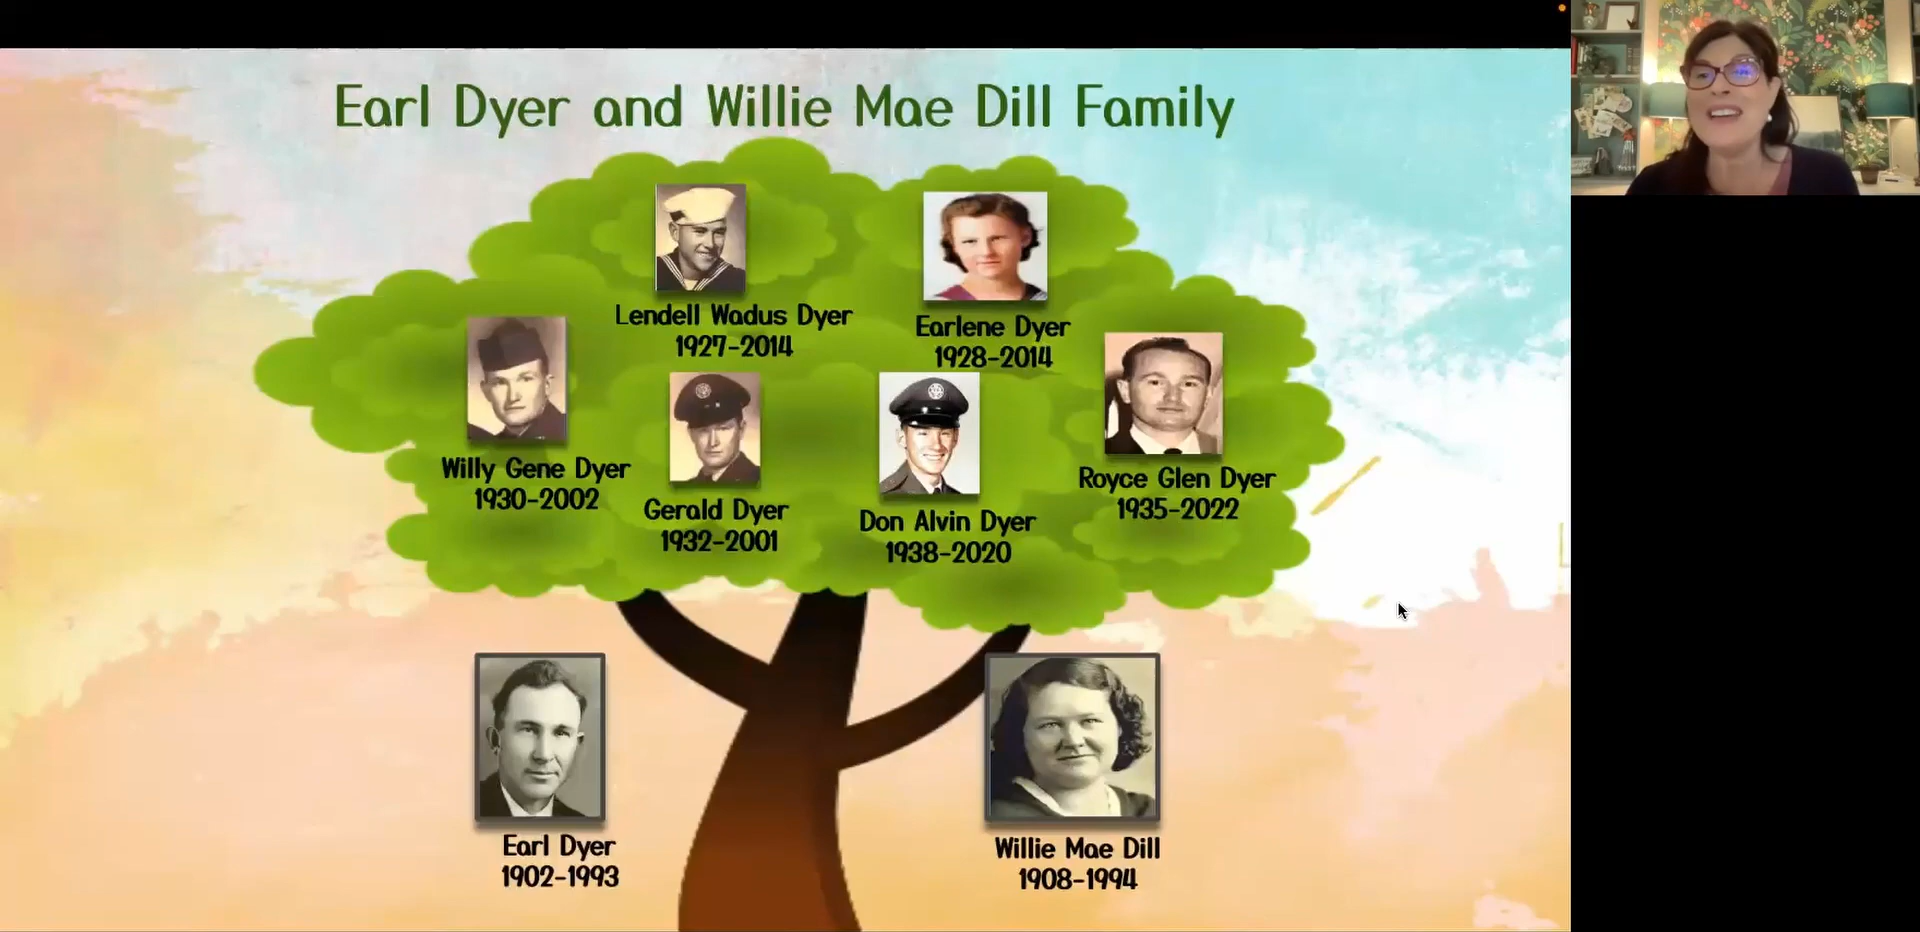 Earl Dyer and Willie Mae Dill Family
Lendell Wadus Dyer
1927-2014
Earlene Dyer
1928-2014
Willy Gene Dyer
1930-2002
Gerald Dyer
1932-2001
Don Alvin Dyer
1938-2020
Royce Glen Dyer
1935-2022
Earl Dyer
1902-1993
Willie Mae Dill
1908-1994